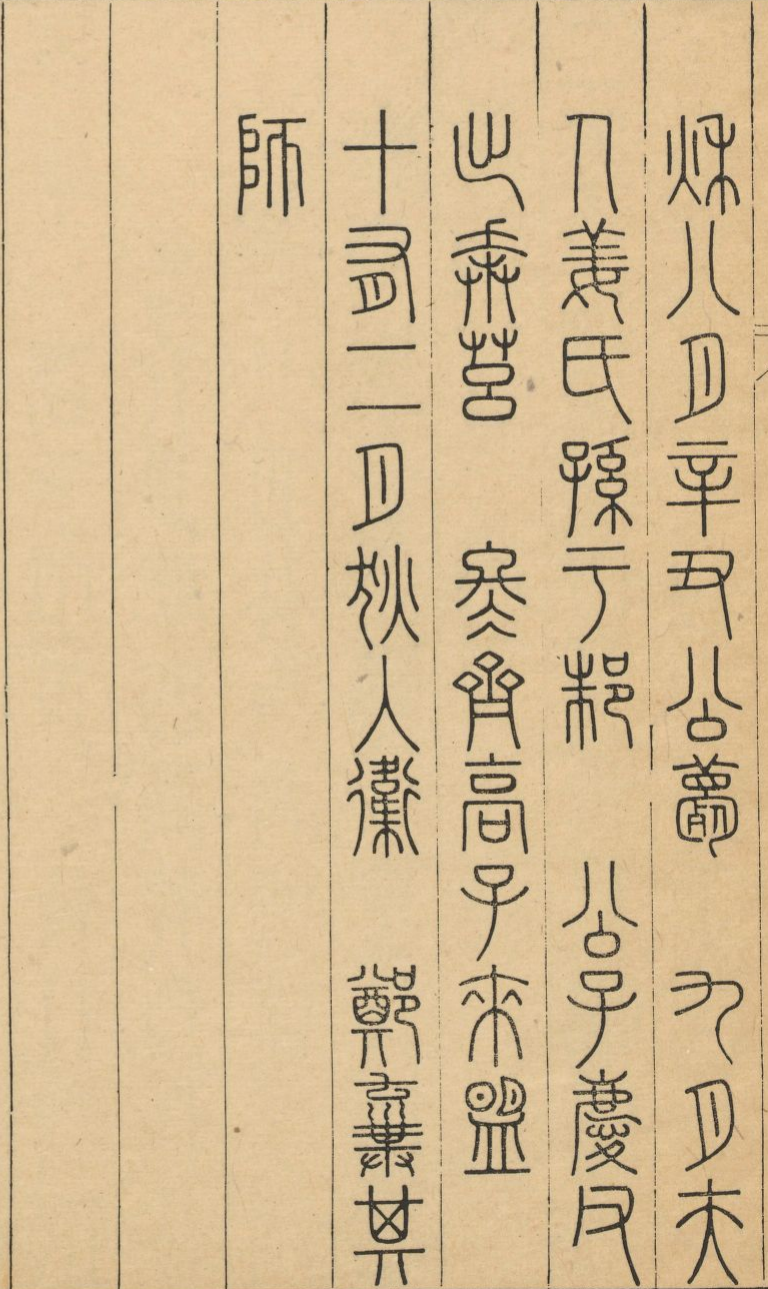 秋八月辛丑公薨　九月夫
人姜氏孫于邾　公子慶父
出奔莒　冬齊高子來盟
十有二月狄人衛　鄭棄其
師